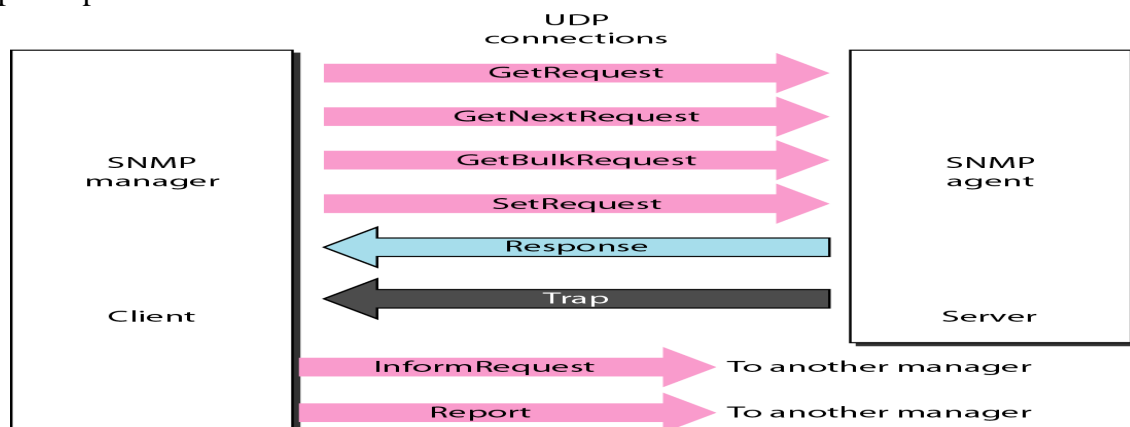 UDP
connections
GetRequest
GetNextRequest
GetBulkRequest
SetRequest
Response
Trap
SNMP
manager
Client
SNMP
agent
Server
InformRequest
To another manager
Report
To another manager